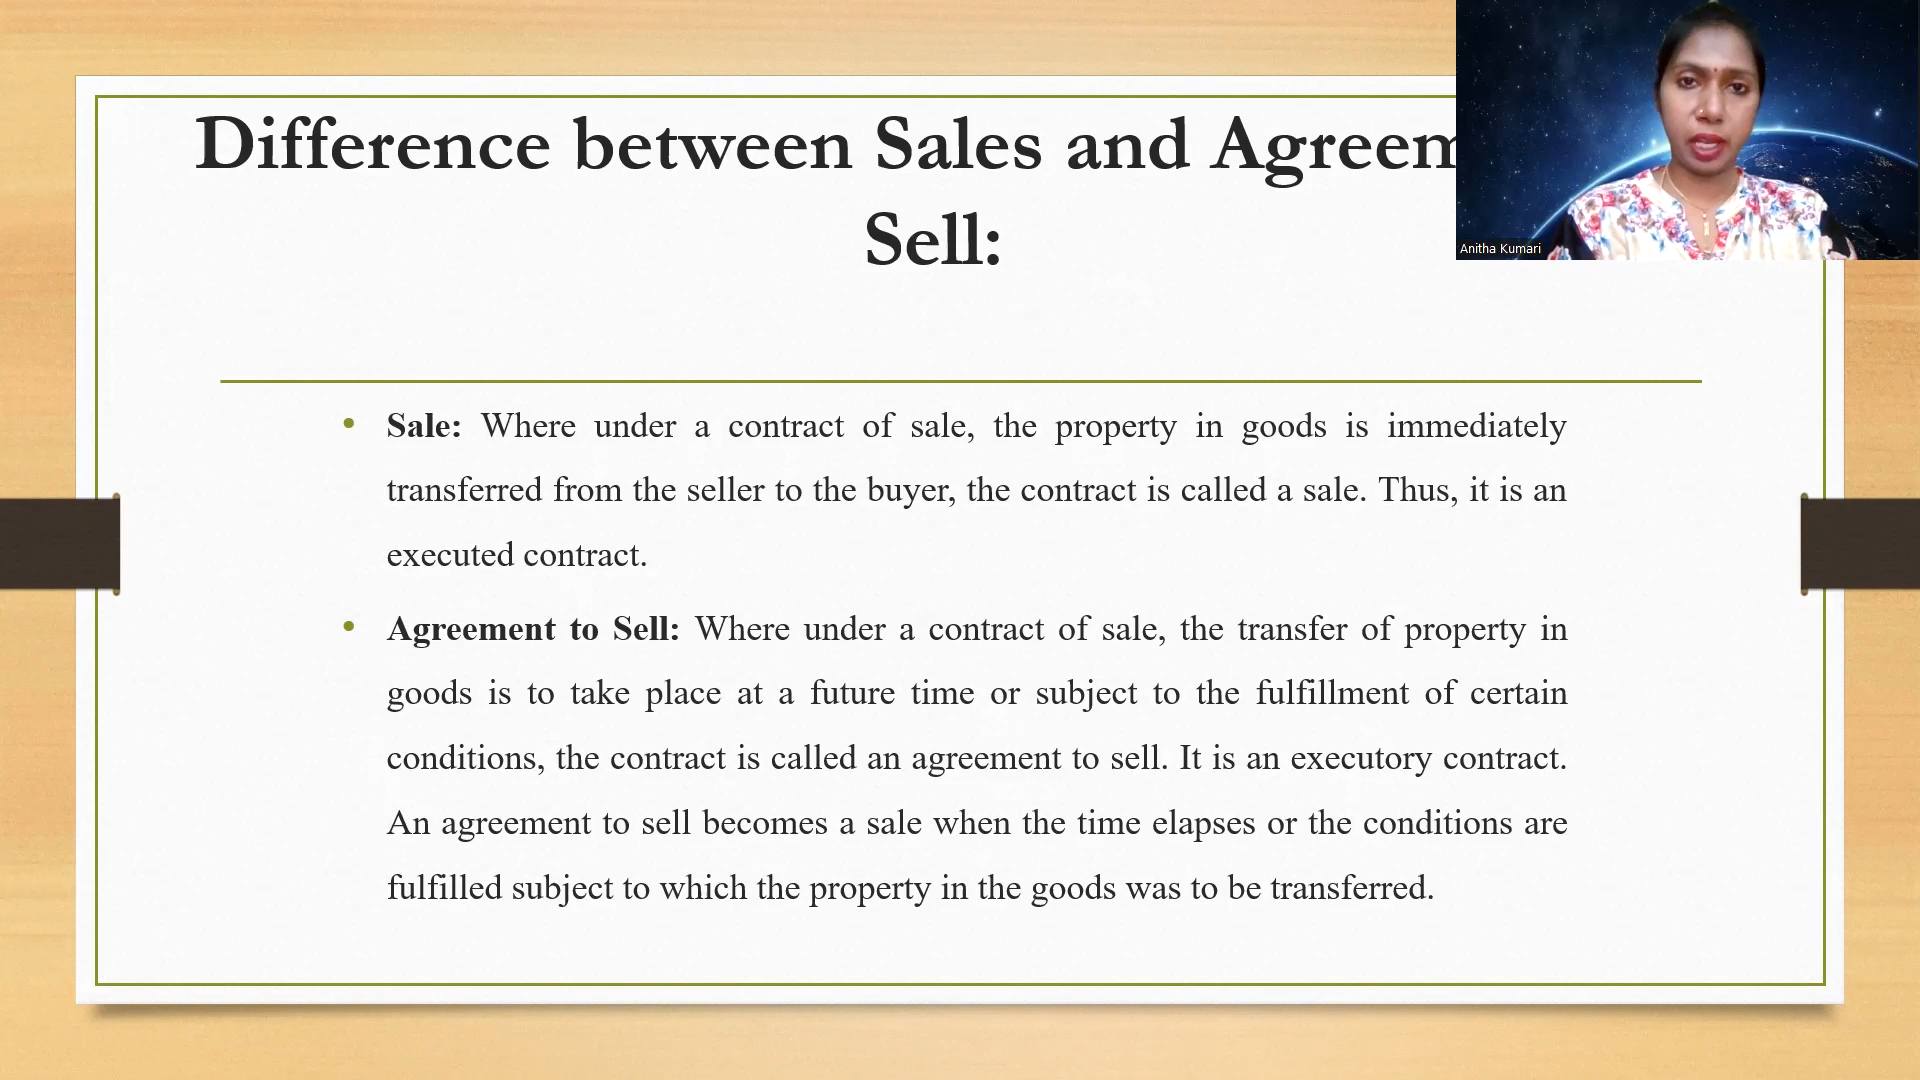 Difference between Sales and Agreem
Sell:
Anitha Kumari
• Sale: Where under a contract of sale, the property in goods is immediately
transferred from the seller to the buyer, the contract is called a sale. Thus, it is an
executed contract.
• Agreement to Sell: Where under a contract of sale, the transfer of property in
goods is to take place at a future time or subject to the fulfillment of certain
conditions, the contract is called an agreement to sell. It is an executory contract.
An agreement to sell becomes a sale when the time elapses or the conditions are
fulfilled subject to which the property in the goods was to be transferred.